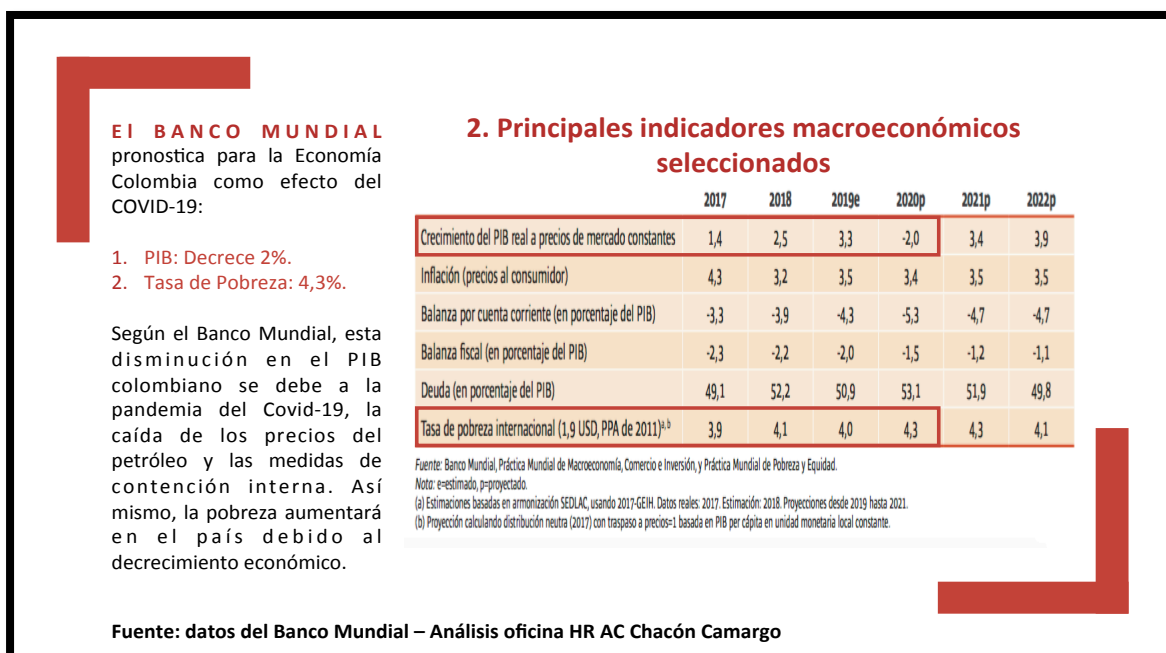 El BANCO MUNDIAL
pronostica para la Economía
Colombia como efecto del
COVID-19:
1. PIB: Decrece 2%.
2. Tasa de Pobreza: 4,3%.
Según el Banco Mundial, esta
disminución en el PIB
colombiano se debe a la
pandemia del Covid-19, la
caída de los precios del
petróleo y las medidas de
contención interna. Así
mismo, la pobreza aumentará
en el país debido al
decrecimiento económico.
2. Principales indicadores macroeconómicos
seleccionados
2017 2018 2019e 2020p 2021p 2022p
Crecimiento del PIB real a precios de mercado constantes 1,4 2,5 3,3 -2,0 3,4 3,9
Inflación (precios al consumidor) 4,3 3,2 3,5 3,4 3,5 3,5
Balanza por cuenta corriente (en porcentaje del PIB) -3,3 -3,9 -4,3 -5,3 -4,7 -4,7
Balanza fiscal (en porcentaje del PIB) -2,3 -2,2 -2,0 -1,5 -1,2 -1,1
Deuda (en porcentaje del PIB) 49,1 52,2 50,9 53,1 51,9 49,8
Tasa de pobreza internacional (1,9 USD, PPA de 2011)a,b 3,9 4,1 4,0 4,3 4,3 4,1
Fuente: Banco Mundial, Práctica Mundial de Macroeconomía, Comercio e Inversión, y Práctica Mundial de Pobreza y Equidad.
Nota: e=estimado, p=proyectado.
(a) Estimaciones basadas en armonización SEDLAC, usando 2017-GEIH. Datos reales: 2017. Estimación: 2018. Proyecciones desde 2019 hasta 2021.
(b) Proyección calculando distribución neutra (2017) con traspaso a precios=1 basada en PIB per cápita en unidad monetaria local constante.
Fuente: datos del Banco Mundial – Análisis oficina HR AC Chacón Camargo